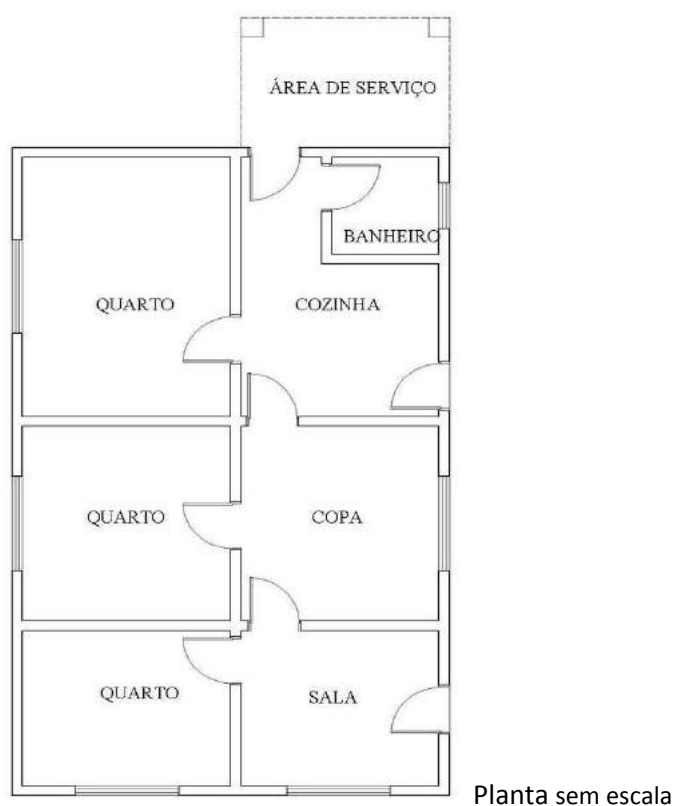 ÁREA DE SERVIÇO
BANHEIRO
QUARTO
COZINHA
QUARTO
COPA
QUARTO
SALA
Planta sem escala